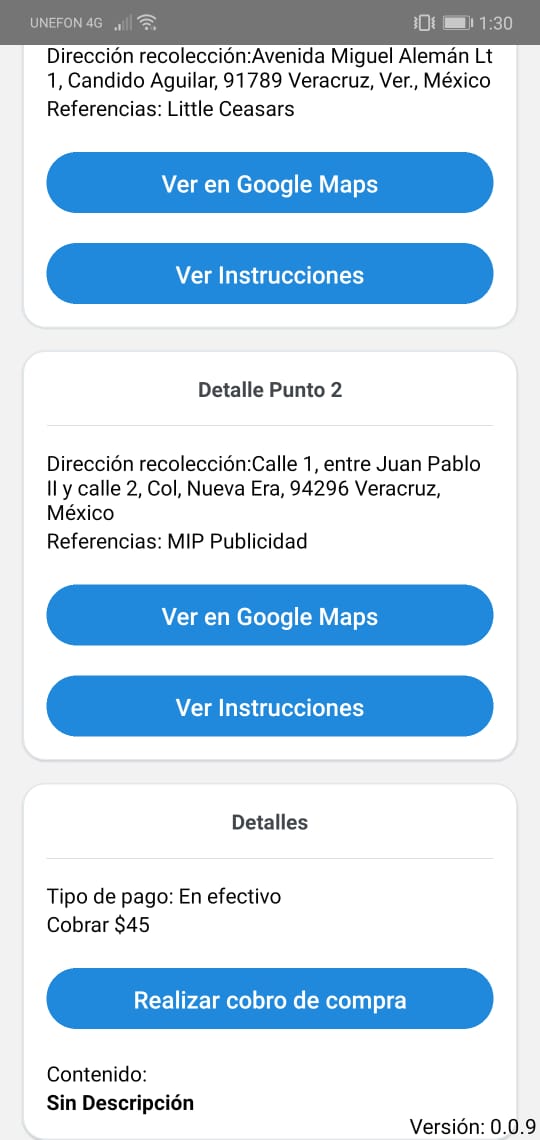 UNEFON 4G
1:30
Dirección recolección:Avenida Miguel Alemán Lt
1, Candido Aguilar, 91789 Veracruz, Ver., México
Referencias: Little Ceasars
Ver en Google Maps
Ver Instrucciones
Detalle Punto 2
Dirección recolección:Calle 1, entre Juan Pablo
II y calle 2, Col, Nueva Era, 94296 Veracruz,
México
Referencias: MIP Publicidad
Ver en Google Maps
Ver Instrucciones
Detalles
Tipo de pago: En efectivo
Cobrar $45
Realizar cobro de compra
Contenido:
Sin Descripción
Versión: 0.0.9